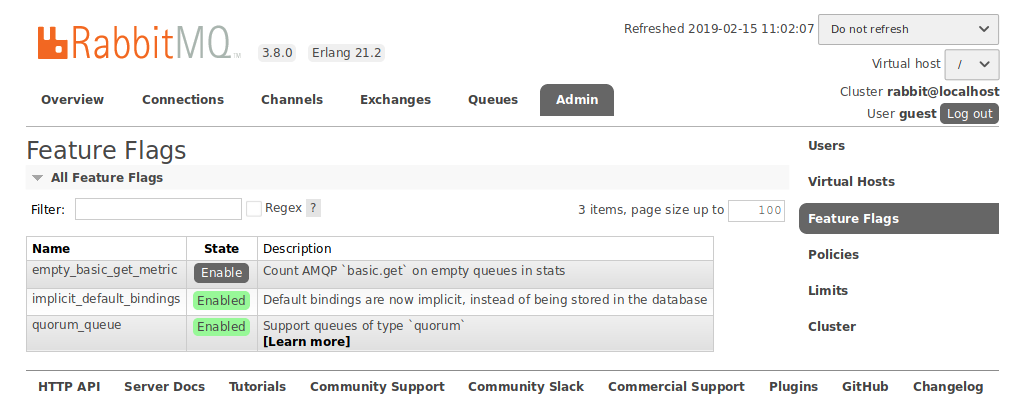 RabbitMQ TM 3.8.0 Erlang 21.2
Refreshed 2019-02-15 11:02:07 Do not refresh
Virtual host /
Cluster rabbit@localhost
User guest Log out
Overview Connections Channels Exchanges Queues Admin
Feature Flags
All Feature Flags
Filter: Regex ? 3 items, page size up to 100
Name State Description
empty_basic_get_metric Enable Count AMQP `basic.get` on empty queues in stats
implicit_default_bindings Enabled Default bindings are now implicit, instead of being stored in the database
quorum_queue Enabled Support queues of type `quorum`
[Learn more]
Users
Virtual Hosts
Feature Flags
Policies
Limits
Cluster
HTTP API Server Docs Tutorials Community Support Community Slack Commercial Support Plugins GitHub Changelog